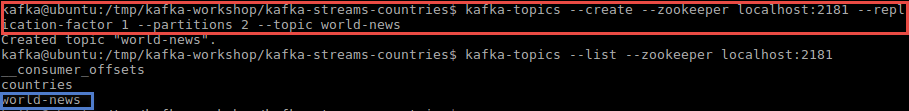 kafka@ubuntu:/tmp/kafka-workshop/kafka-streams-countries$ kafka-topics --create --zookeeper localhost:2181 --repl
ication-factor 1 --partitions 2 --topic world-news
Created topic "world-news".
kafka@ubuntu:/tmp/kafka-workshop/kafka-streams-countries$ kafka-topics --list --zookeeper localhost:2181
__consumer_offsets
countries
world-news